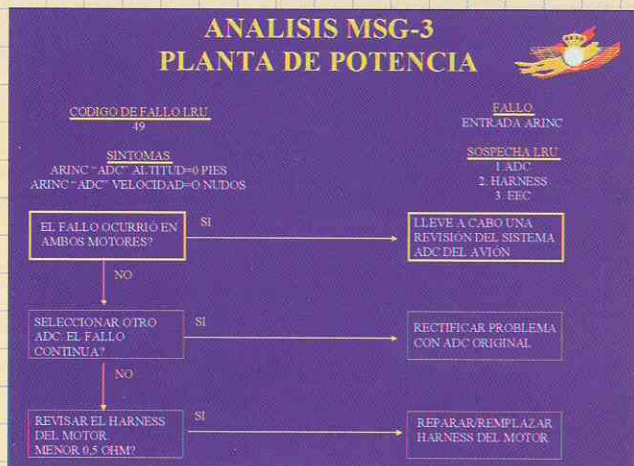 ANALISIS MSG-3
PLANTA DE POTENCIA
CODIGO DE FALLO LRU
49
FALLO
ENTRADA ARINC
SINTOMAS
ARINC "ADC" ALTITUD=0 PIES
ARINC "ADC" VELOCIDAD=O NUDOS
SOSPECHA LRU
1.ADC
2. HARNESS
3. EEC
EL FALLO OCURRIÓ EN
AMBOS MOTORES?
SI
LLEVE A CABO UNA
REVISIÓN DEL SISTEMA
ADC DEL AVIÓN
NO
SELECCIONAR OTRO
ADC. EL FALLO
CONTINUA?
SI
RECTIFICAR PROBLEMA
CON ADC ORIGINAL
NO
REVISAR EL HARNESS
DEL MOTOR.
MENOR 0,5 OHM?
SI
REPARAR/REMPLAZAR
HARNESS DEL MOTOR